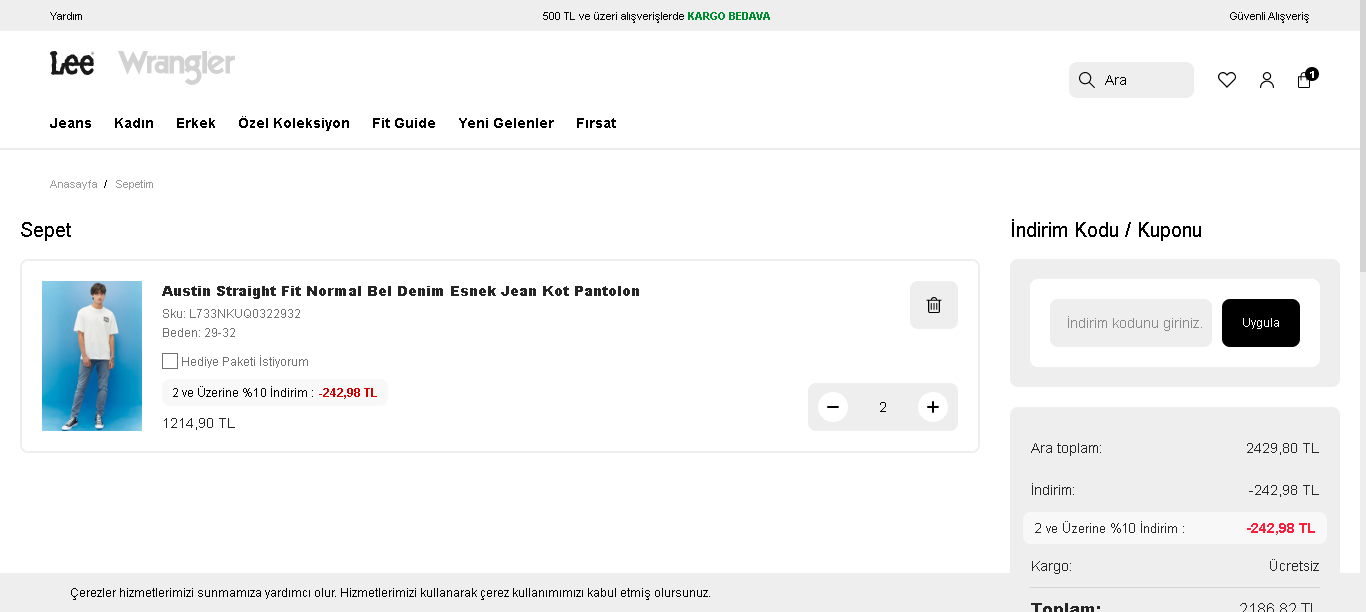 Yardım
500 TL ve üzeri alışverişlerde KARGO BEDAVA
Güvenli Alışveriş
Lee Wrangler
Ara
1
Jeans Kadın Erkek Özel Koleksiyon Fit Guide Yeni Gelenler Fırsat
Anasayfa / Sepetim
Sepet
Austin Straight Fit Normal Bel Denim Esnek Jean Kot Pantolon
Sku: L733NKUQ0322932
Beden: 29-32
Hediye Paketi İstiyorum
2 ve Üzerine %10 İndirim : -242,98 TL
1214,90 TL
2
İndirim Kodu / Kuponu
İndirim kodunu giriniz.
Uygula
Ara toplam: 2429,80 TL
İndirim: -242,98 TL
2 ve Üzerine %10 İndirim : -242,98 TL
Kargo: Ücretsiz
Toplam: 2186,82 TL
Çerezler hizmetlerimizi sunmamıza yardımcı olur. Hizmetlerimizi kullanarak çerez kullanımımızı kabul etmiş olursunuz.